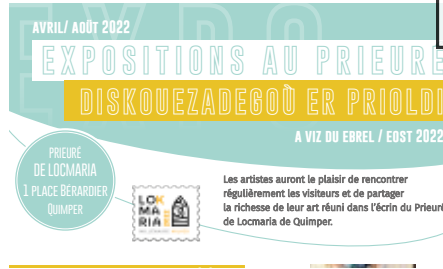 AVRIL/ AOÛT 2022
EXPOSITIONS AU PRIEURÉ
DISKOUEZADEGOÙ ER PRIOLDI
A VIZ DU EBREL / EOST 2022
PRIEURÉ
DE LOCMARIA
1 PLACE BÉRARDIER
QUIMPER
LOK
MA
RIA
Les artistes auront le plaisir de rencontrer
régulièrement les visiteurs et de partager
la richesse de leur art réuni dans l'écrin du Prieuré
de Locmaria de Quimper.